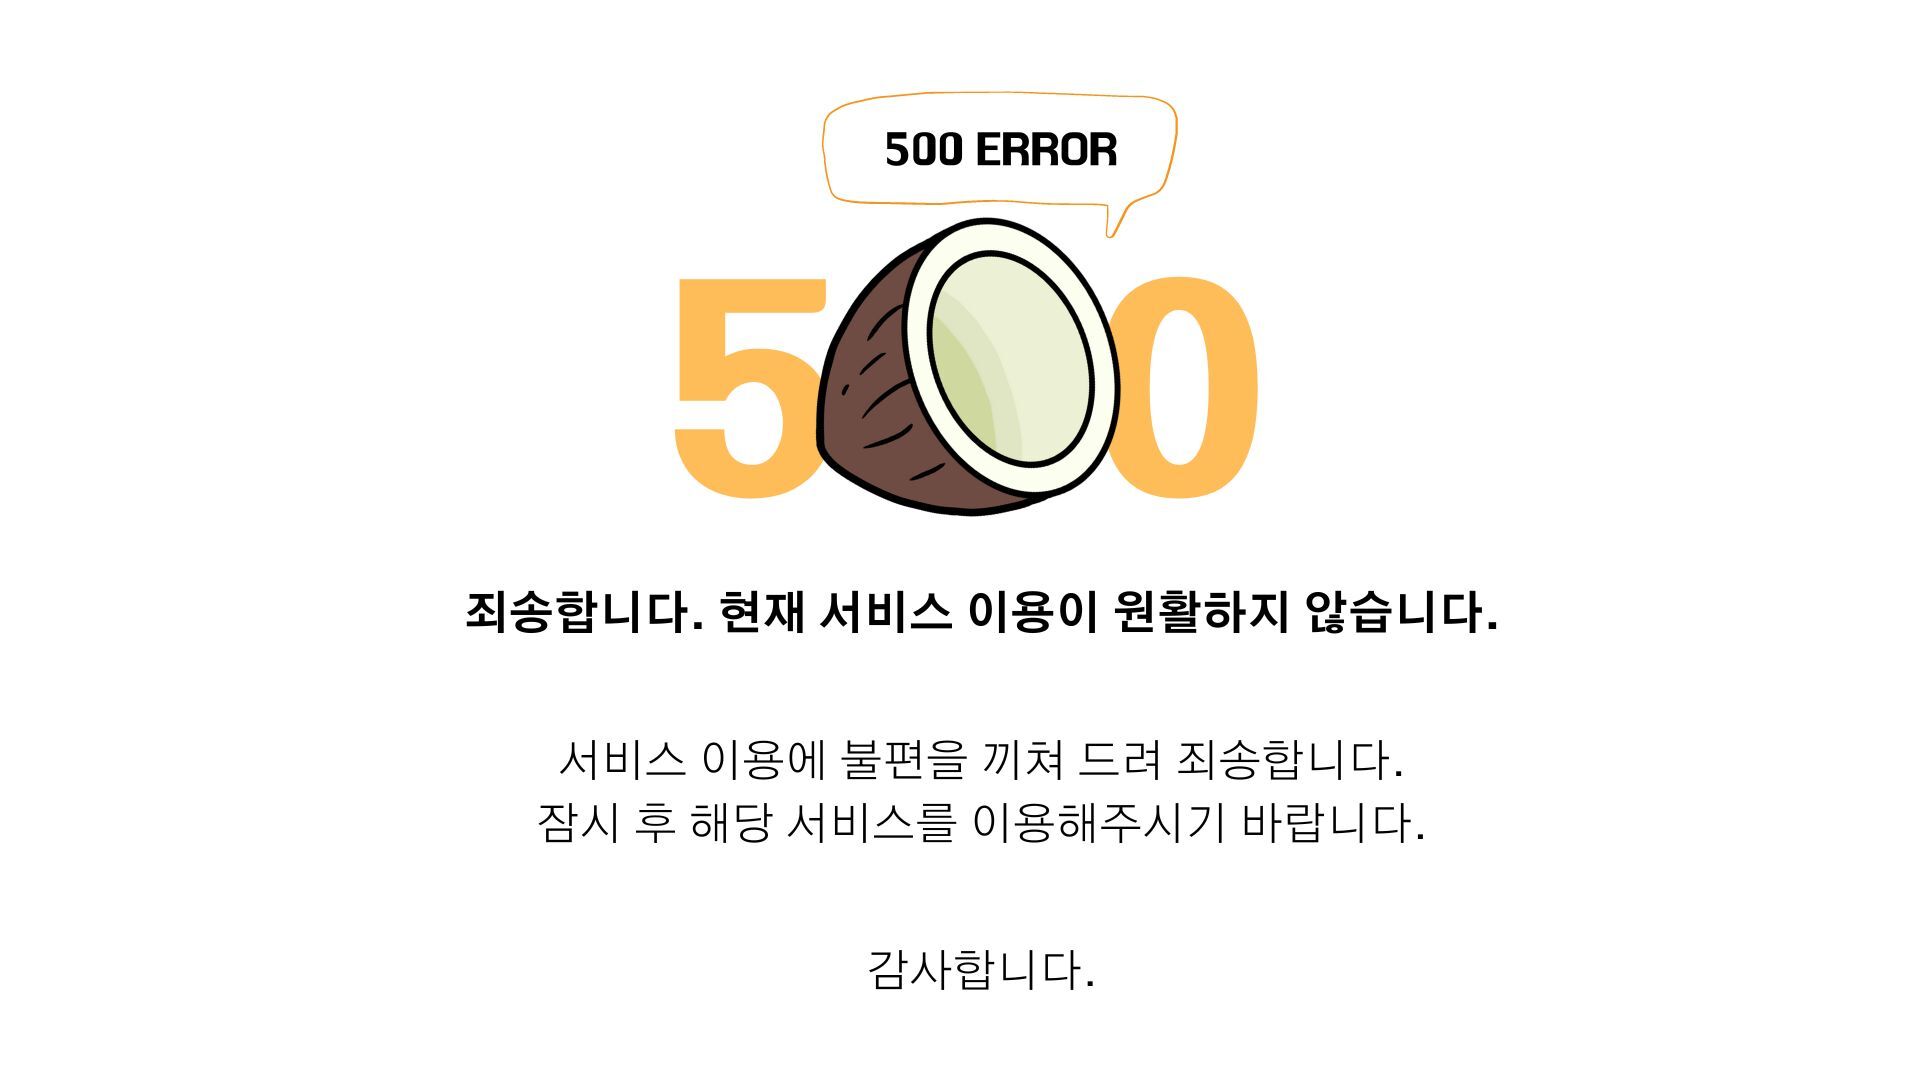 500 ERROR
500
죄송합니다. 현재 서비스 이용이 원활하지 않습니다.
서비스 이용에 불편을 끼쳐 드려 죄송합니다.
잠시 후 해당 서비스를 이용해주시기 바랍니다.
감사합니다.